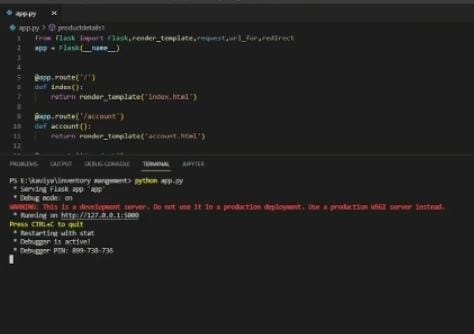 app.py
app.py > productdetails1
1 from flask import Flask,render_template,request,url_for,redirect
2 app = Flask(__name__)
3
4
5 @app.route('/')
6 def index():
7 return render_template('index.html')
8
9 @app.route('/account')
10 def account():
11 return render_template('account.html')
12
PROBLEMS OUTPUT DEBUG CONSOLE TERMINAL JUPYTER
PS E:\kaviya\inventory mangement> python app.py
* Serving Flask app 'app'
* Debug mode: on
WARNING: This is a development server. Do not use it in a production deployment. Use a production WSGI server instead.
* Running on http://127.0.0.1:5000
Press CTRL+C to quit
* Restarting with stat
* Debugger is active!
* Debugger PIN: 899-738-736